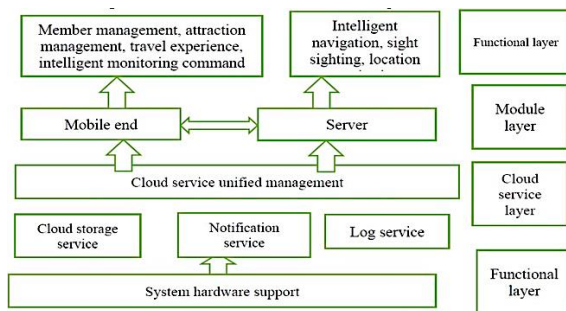 Member management, attraction
management, travel experience,
intelligent monitoring command
Intelligent
navigation, sight
sighting, location
Functional layer
Mobile end
Server
Module
layer
Cloud service unified management
Cloud
service
layer
Cloud storage
service
Notification
service
Log service
System hardware support
Functional
layer